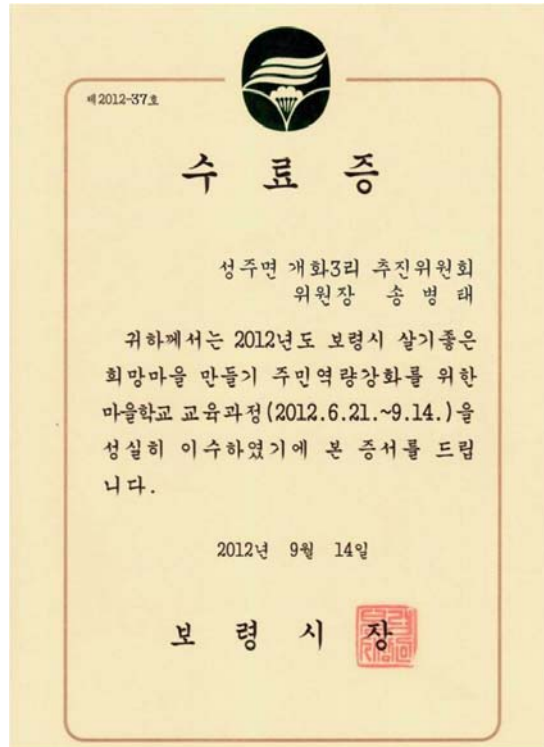 제2012-37호
수 료 증
성주면 개화3리 추진위원회
위원장 송 병 태
귀하께서는 2012년도 보령시 살기좋은
희망마을 만들기 주민역량강화를 위한
마을학교 교육과정(2012.6.21.~9.14.)을
성실히 이수하였기에 본 증서를 드립
니다.
2012년 9월 14일
보 령 시 장